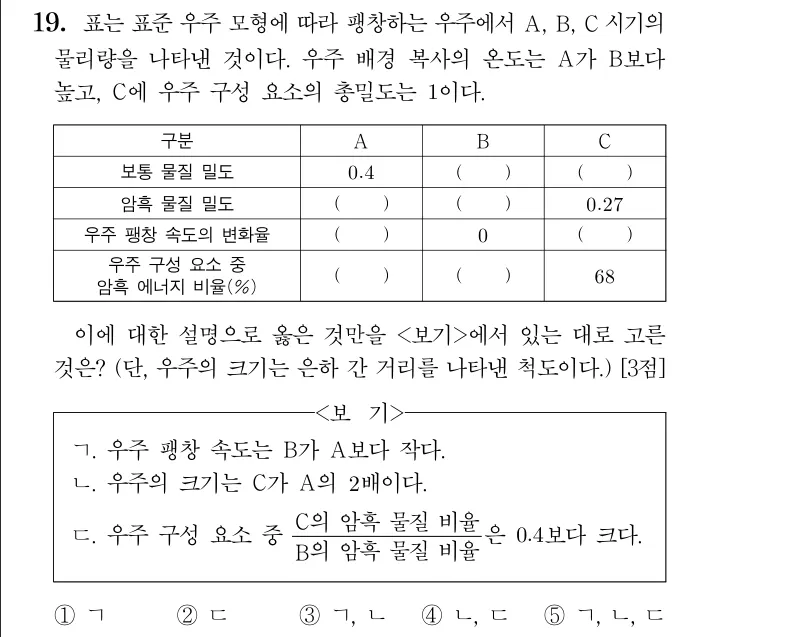 19. 표는 표준 우주 모형에 따라 팽창하는 우주에서 A, B, C 시기의
물리량을 나타낸 것이다. 우주 배경 복사의 온도는 A가 B보다
높고, C에 우주 구성 요소의 총밀도는 1이다.
구분 A B C
보통 물질 밀도 0.4 ( ) ( )
암흑 물질 밀도 ( ) ( ) 0.27
우주 팽창 속도의 변화율 ( ) 0 ( )
우주 구성 요소 중
암흑 에너지 비율(%) ( ) ( ) 68
이에 대한 설명으로 옳은 것만을 <보기>에서 있는 대로 고른
것은? (단, 우주의 크기는 은하 간 거리를 나타낸 척도이다.) [3점]
<보 기>
ㄱ. 우주 팽창 속도는 B가 A보다 작다.
ㄴ. 우주의 크기는 C가 A의 2배이다.
ㄷ. 우주 구성 요소 중 C의 암흑 물질 비율 / B의 암흑 물질 비율 은 0.4보다 크다.
① ㄱ ② ㄷ ③ ㄱ, ㄴ ④ ㄴ, ㄷ ⑤ ㄱ, ㄴ, ㄷ